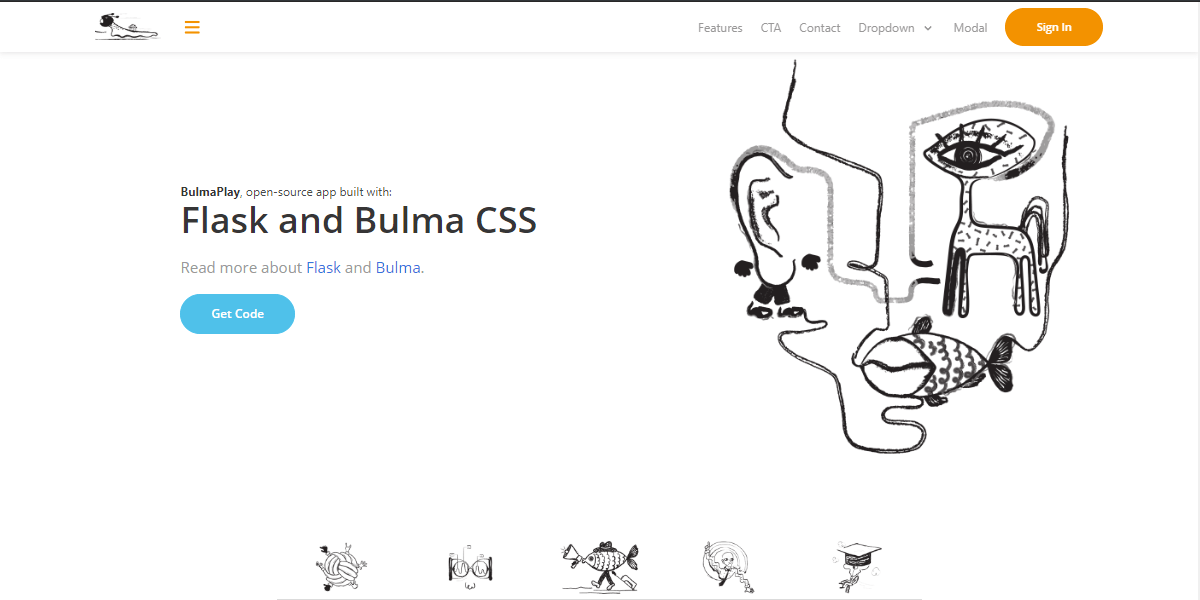 Features CTA Contact Dropdown Modal Sign In
BulmaPlay, open-source app built with:
Flask and Bulma CSS
Read more about Flask and Bulma.
Get Code